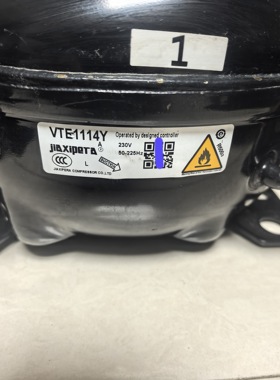 1
VTE1114Y
Operated by designed controller
jiaxipera
230V
50-225Hz
L
JIAXIPERA COMPRESSOR CO.,LTD